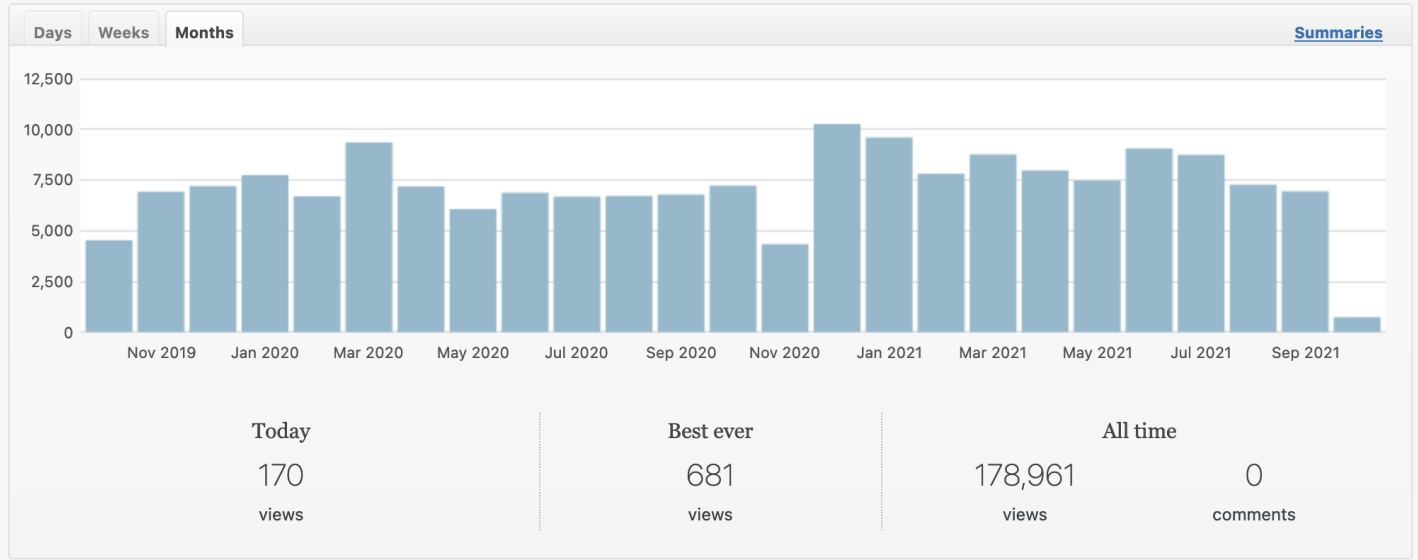 Days Weeks Months Summaries
12,500
10,000
7,500
5,000
2,500
0
Nov 2019 Jan 2020 Mar 2020 May 2020 Jul 2020 Sep 2020 Nov 2020 Jan 2021 Mar 2021 May 2021 Jul 2021 Sep 2021
Today Best ever All time
170 681 178,961 0
views views views comments